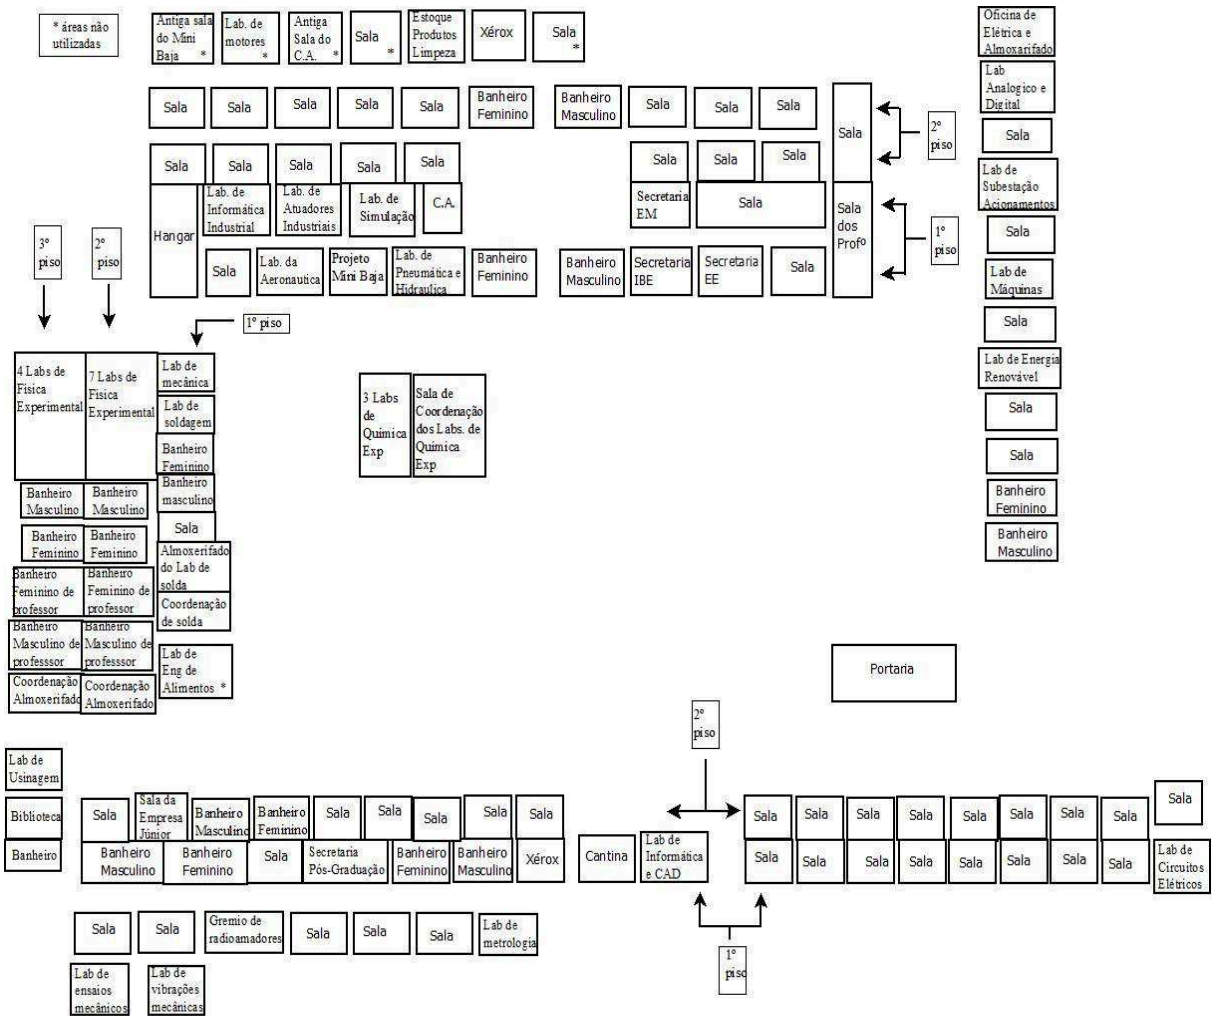 * áreas não
utilizadas
Antiga sala
do Mini
Baja *
Lab. de
motores
*
Antiga
Sala do
C.A. *
Sala
*
Estoque
Produtos
Limpeza
Xérox
Sala
*
Oficina de
Elétrica e
Almoxarifado
Sala
Sala
Sala
Sala
Sala
Banheiro
Feminino
Banheiro
Masculino
Sala
Sala
Sala
Sala
2º
piso
Lab
Analogico e
Digital
Sala
Sala
Sala
Sala
Sala
Sala
Sala
Sala
Sala
Sala
Lab de
Substação
Acionamentos
Hangar
Lab. de
Informática
Industrial
Lab. de
Atuadores
Industriais
Lab. de
Simulação
C.A.
Secretaria
EM
Sala
Sala
dos
Profº
1º
piso
Sala
3º
piso
2º
piso
Sala
Lab. da
Aeronautica
Projeto
Mini Baja
Lab. de
Pneumática e
Hidraulica
Banheiro
Feminino
Banheiro
Masculino
Secretaria
IBE
Secretaria
EE
Sala
Lab de
Máquinas
1º piso
Sala
4 Labs de
Fisica
Experimental
7 Labs de
Fisica
Experimental
Lab de
mecânica
Lab de
soldagem
Banheiro
Feminino
Banheiro
masculino
3 Labs
de
Química
Exp
Sala de
Coordenação
dos Labs. de
Química
Exp
Lab de Energia
Renovável
Sala
Sala
Banheiro
Feminino
Banheiro
Masculino
Banheiro
Masculino
Banheiro
Masculino
Sala
Banheiro
Feminino
Banheiro
Feminino
Almoxerifado
do Lab de
solda
Banheiro
Feminino de
professor
Banheiro
Feminino de
professor
Coordenação
de solda
Banheiro
Masculino de
professsor
Banheiro
Masculino de
professsor
Lab de
Eng de
Alimentos *
Coordenação
Almoxerifado
Coordenação
Almoxerifado
Portaria
2º
piso
Lab de
Usinagem
Biblioteca
Banheiro
Sala
Sala da
Empresa
Júnior
Banheiro
Masculino
Banheiro
Feminino
Sala
Sala
Sala
Sala
Sala
Sala
Sala
Sala
Sala
Sala
Sala
Sala
Sala
Banheiro
Masculino
Banheiro
Feminino
Sala
Secretaria
Pós-Graduação
Banheiro
Feminino
Banheiro
Masculino
Xérox
Cantina
Lab de
Informática
e CAD
Sala
Sala
Sala
Sala
Sala
Sala
Sala
Sala
Lab de
Circuitos
Elétricos
Sala
Sala
Gremio de
radioamadores
Sala
Sala
Sala
Lab de
metrologia
1º
piso
Lab de
ensaios
mecânicos
Lab de
vibrações
mecânicas